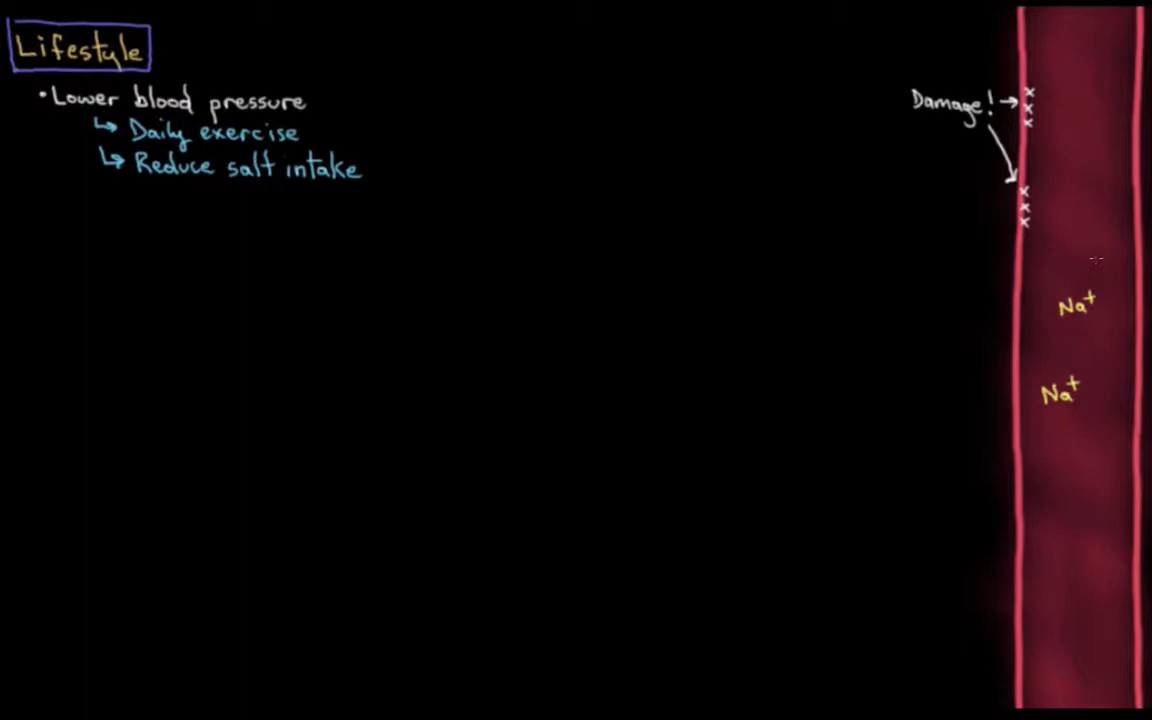 Lifestyle
• Lower blood pressure
↳ Daily exercise
↳ Reduce salt intake
Damage! →
x
x
x
x
x
x
Na+
Na+